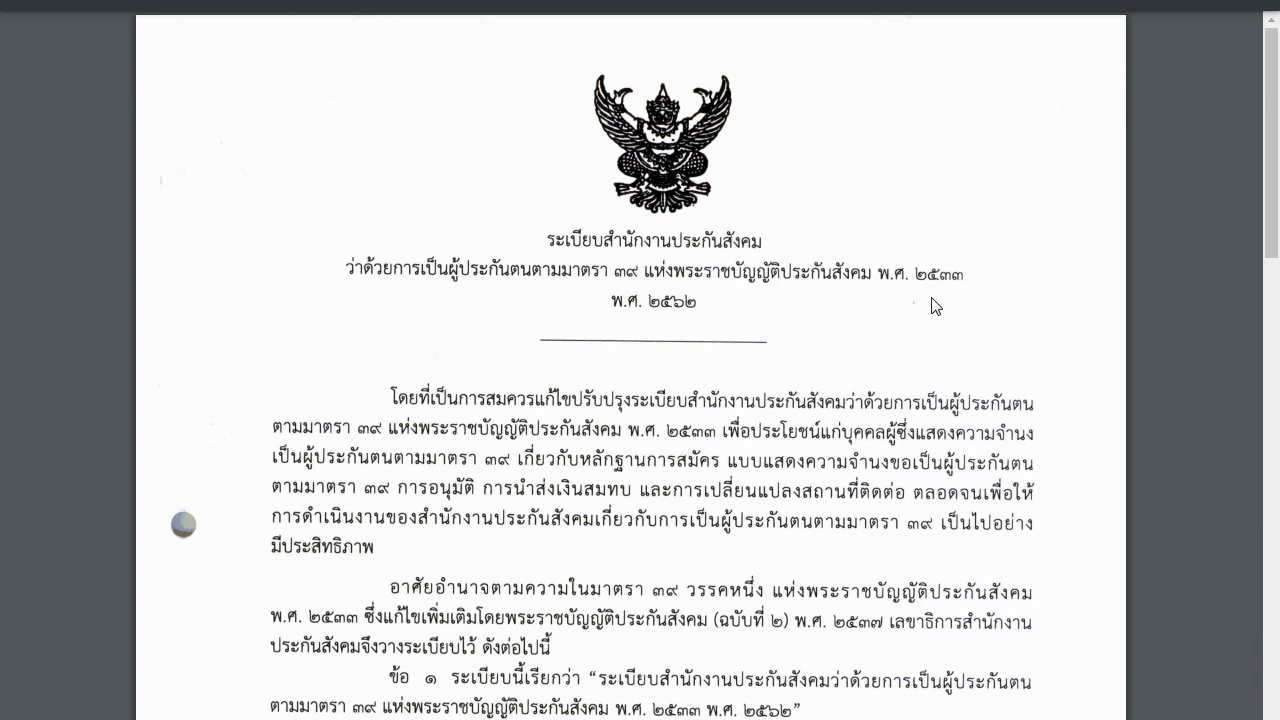 ระเบียบสำนักงานประกันสังคม
ว่าด้วยการเป็นผู้ประกันตนตามมาตรา ๓๙ แห่งพระราชบัญญัติประกันสังคม พ.ศ. ๒๕๓๓
พ.ศ. ๒๕๖๒
โดยที่เป็นการสมควรแก้ไขปรับปรุงระเบียบสำนักงานประกันสังคมว่าด้วยการเป็นผู้ประกันตน
ตามมาตรา ๓๙ แห่งพระราชบัญญัติประกันสังคม พ.ศ. ๒๕๓๓ เพื่อประโยชน์แก่บุคคลผู้ซึ่งแสดงความจำนง
เป็นผู้ประกันตนตามมาตรา ๓๙ เกี่ยวกับหลักฐานการสมัคร แบบแสดงความจำนงขอเป็นผู้ประกันตน
ตามมาตรา ๓๙ การอนุมัติ การนำส่งเงินสมทบ และการเปลี่ยนแปลงสถานที่ติดต่อ ตลอดจนเพื่อให้
การดำเนินงานของสำนักงานประกันสังคมเกี่ยวกับการเป็นผู้ประกันตนตามมาตรา ๓๙ เป็นไปอย่าง
มีประสิทธิภาพ
อาศัยอำนาจตามความในมาตรา ๓๙ วรรคหนึ่ง แห่งพระราชบัญญัติประกันสังคม
พ.ศ. ๒๕๓๓ ซึ่งแก้ไขเพิ่มเติมโดยพระราชบัญญัติประกันสังคม (ฉบับที่ ๒) พ.ศ. ๒๕๓๗ เลขาธิการสำนักงาน
ประกันสังคมจึงวางระเบียบไว้ ดังต่อไปนี้
ข้อ ๑ ระเบียบนี้เรียกว่า “ระเบียบสำนักงานประกันสังคมว่าด้วยการเป็นผู้ประกันตน
ตามมาตรา ๓๙ แห่งพระราชบัญญัติประกันสังคม พ.ศ. ๒๕๓๓ พ.ศ. ๒๕๖๒”